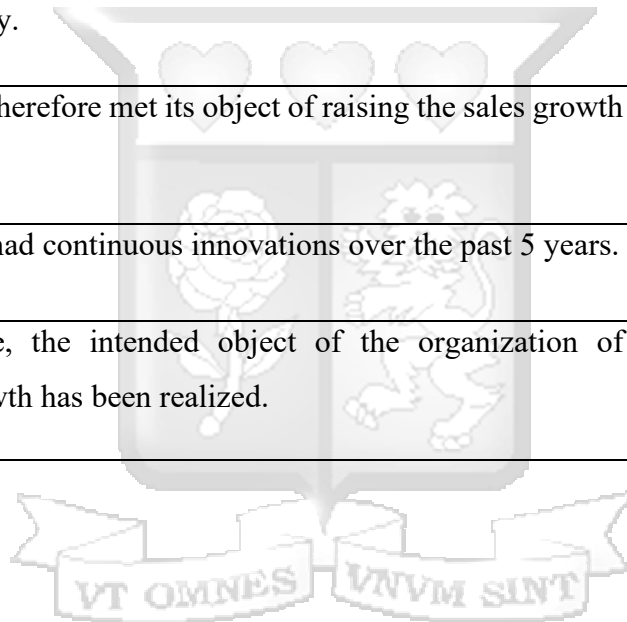 y.
herefore met its object of raising the sales growth
had continuous innovations over the past 5 years.
e, the intended object of the organization of
vth has been realized.
VT OMNES VNVM SINT